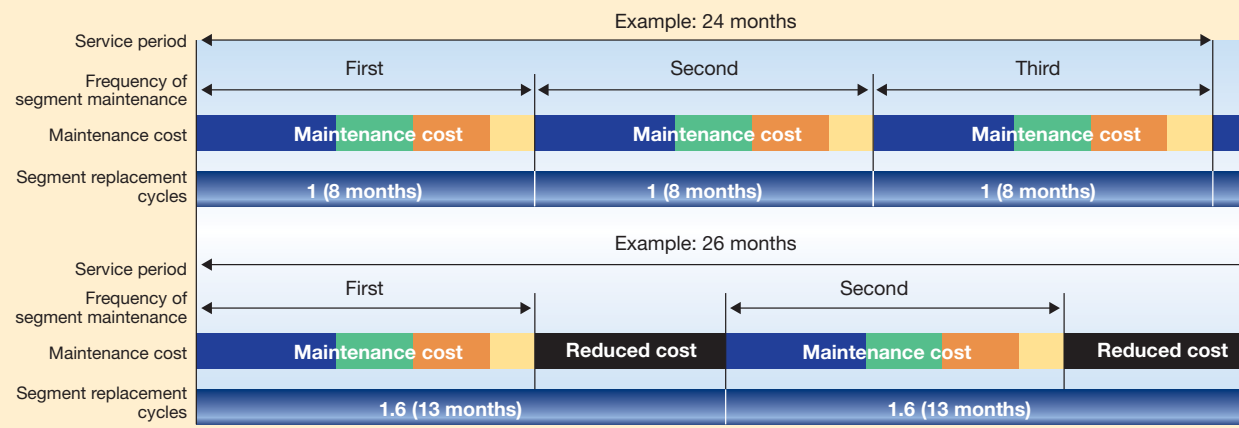 Example: 24 months
Service period
First Second Third
Frequency of
segment maintenance
Maintenance cost Maintenance cost Maintenance cost Maintenance cost
Segment replacement
cycles
1 (8 months) 1 (8 months) 1 (8 months)
Example: 26 months
Service period
First Second
Frequency of
segment maintenance
Maintenance cost Maintenance cost Reduced cost Maintenance cost Reduced cost
Segment replacement
cycles
1.6 (13 months) 1.6 (13 months)